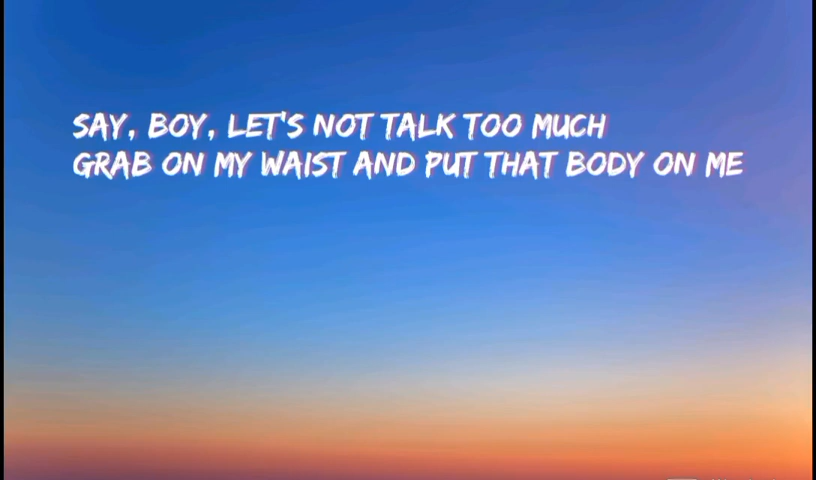 SAY, BOY, LET'S NOT TALK TOO MUCH
GRAB ON MY WAIST AND PUT THAT BODY ON ME